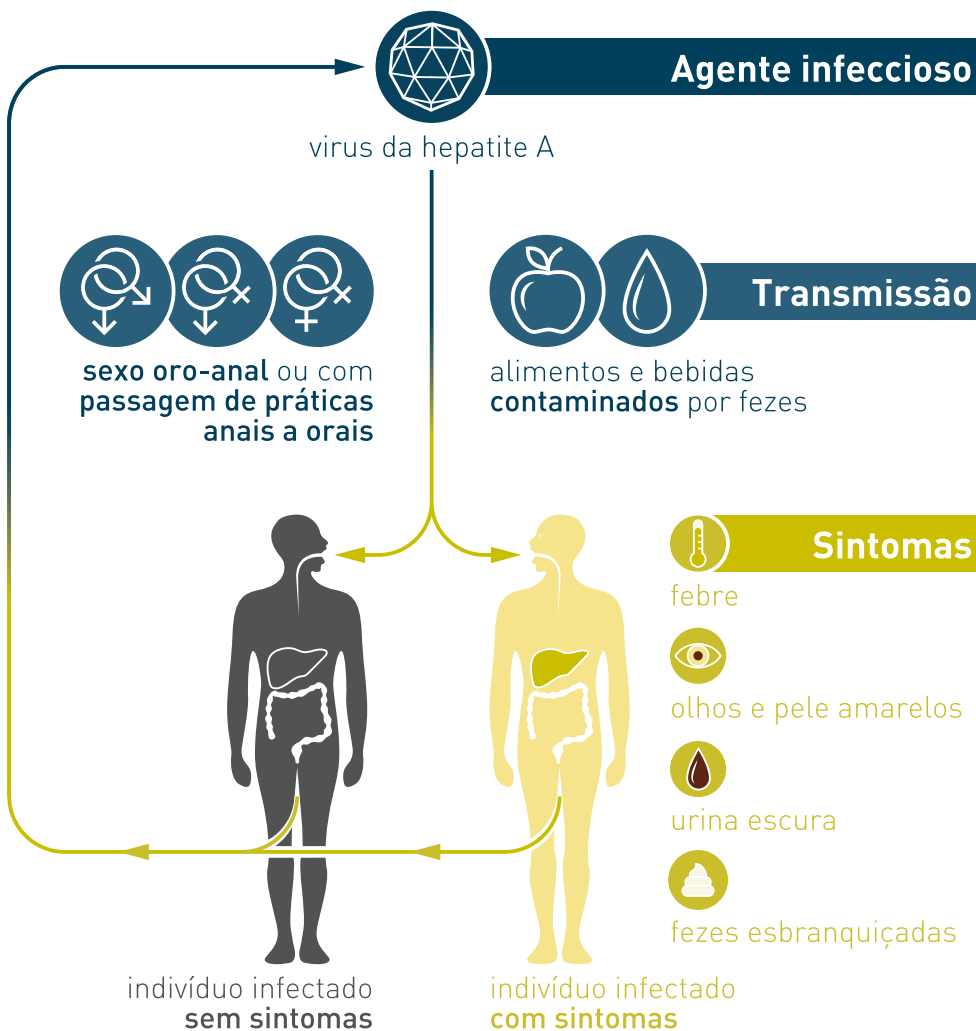 Agente infeccioso
virus da hepatite A
Transmissão
sexo oro-anal ou com
passagem de práticas
anais a orais
alimentos e bebidas
contaminados por fezes
Sintomas
febre
olhos e pele amarelos
urina escura
fezes esbranquiçadas
indivíduo infectado
sem sintomas
indivíduo infectado
com sintomas